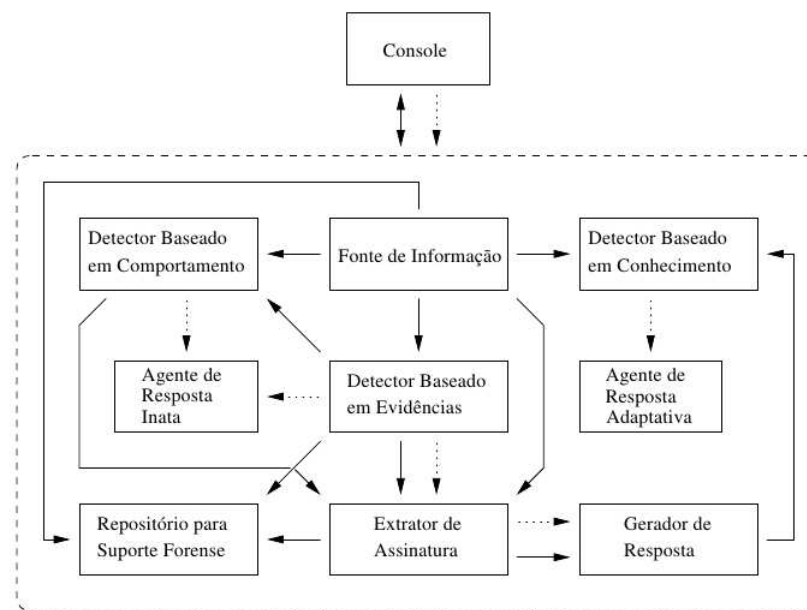 Console
Detector Baseado
em Comportamento
Fonte de Informação
Detector Baseado
em Conhecimento
Agente de
Resposta
Inata
Detector Baseado
em Evidências
Agente de
Resposta
Adaptativa
Repositório para
Suporte Forense
Extrator de
Assinatura
Gerador de
Resposta